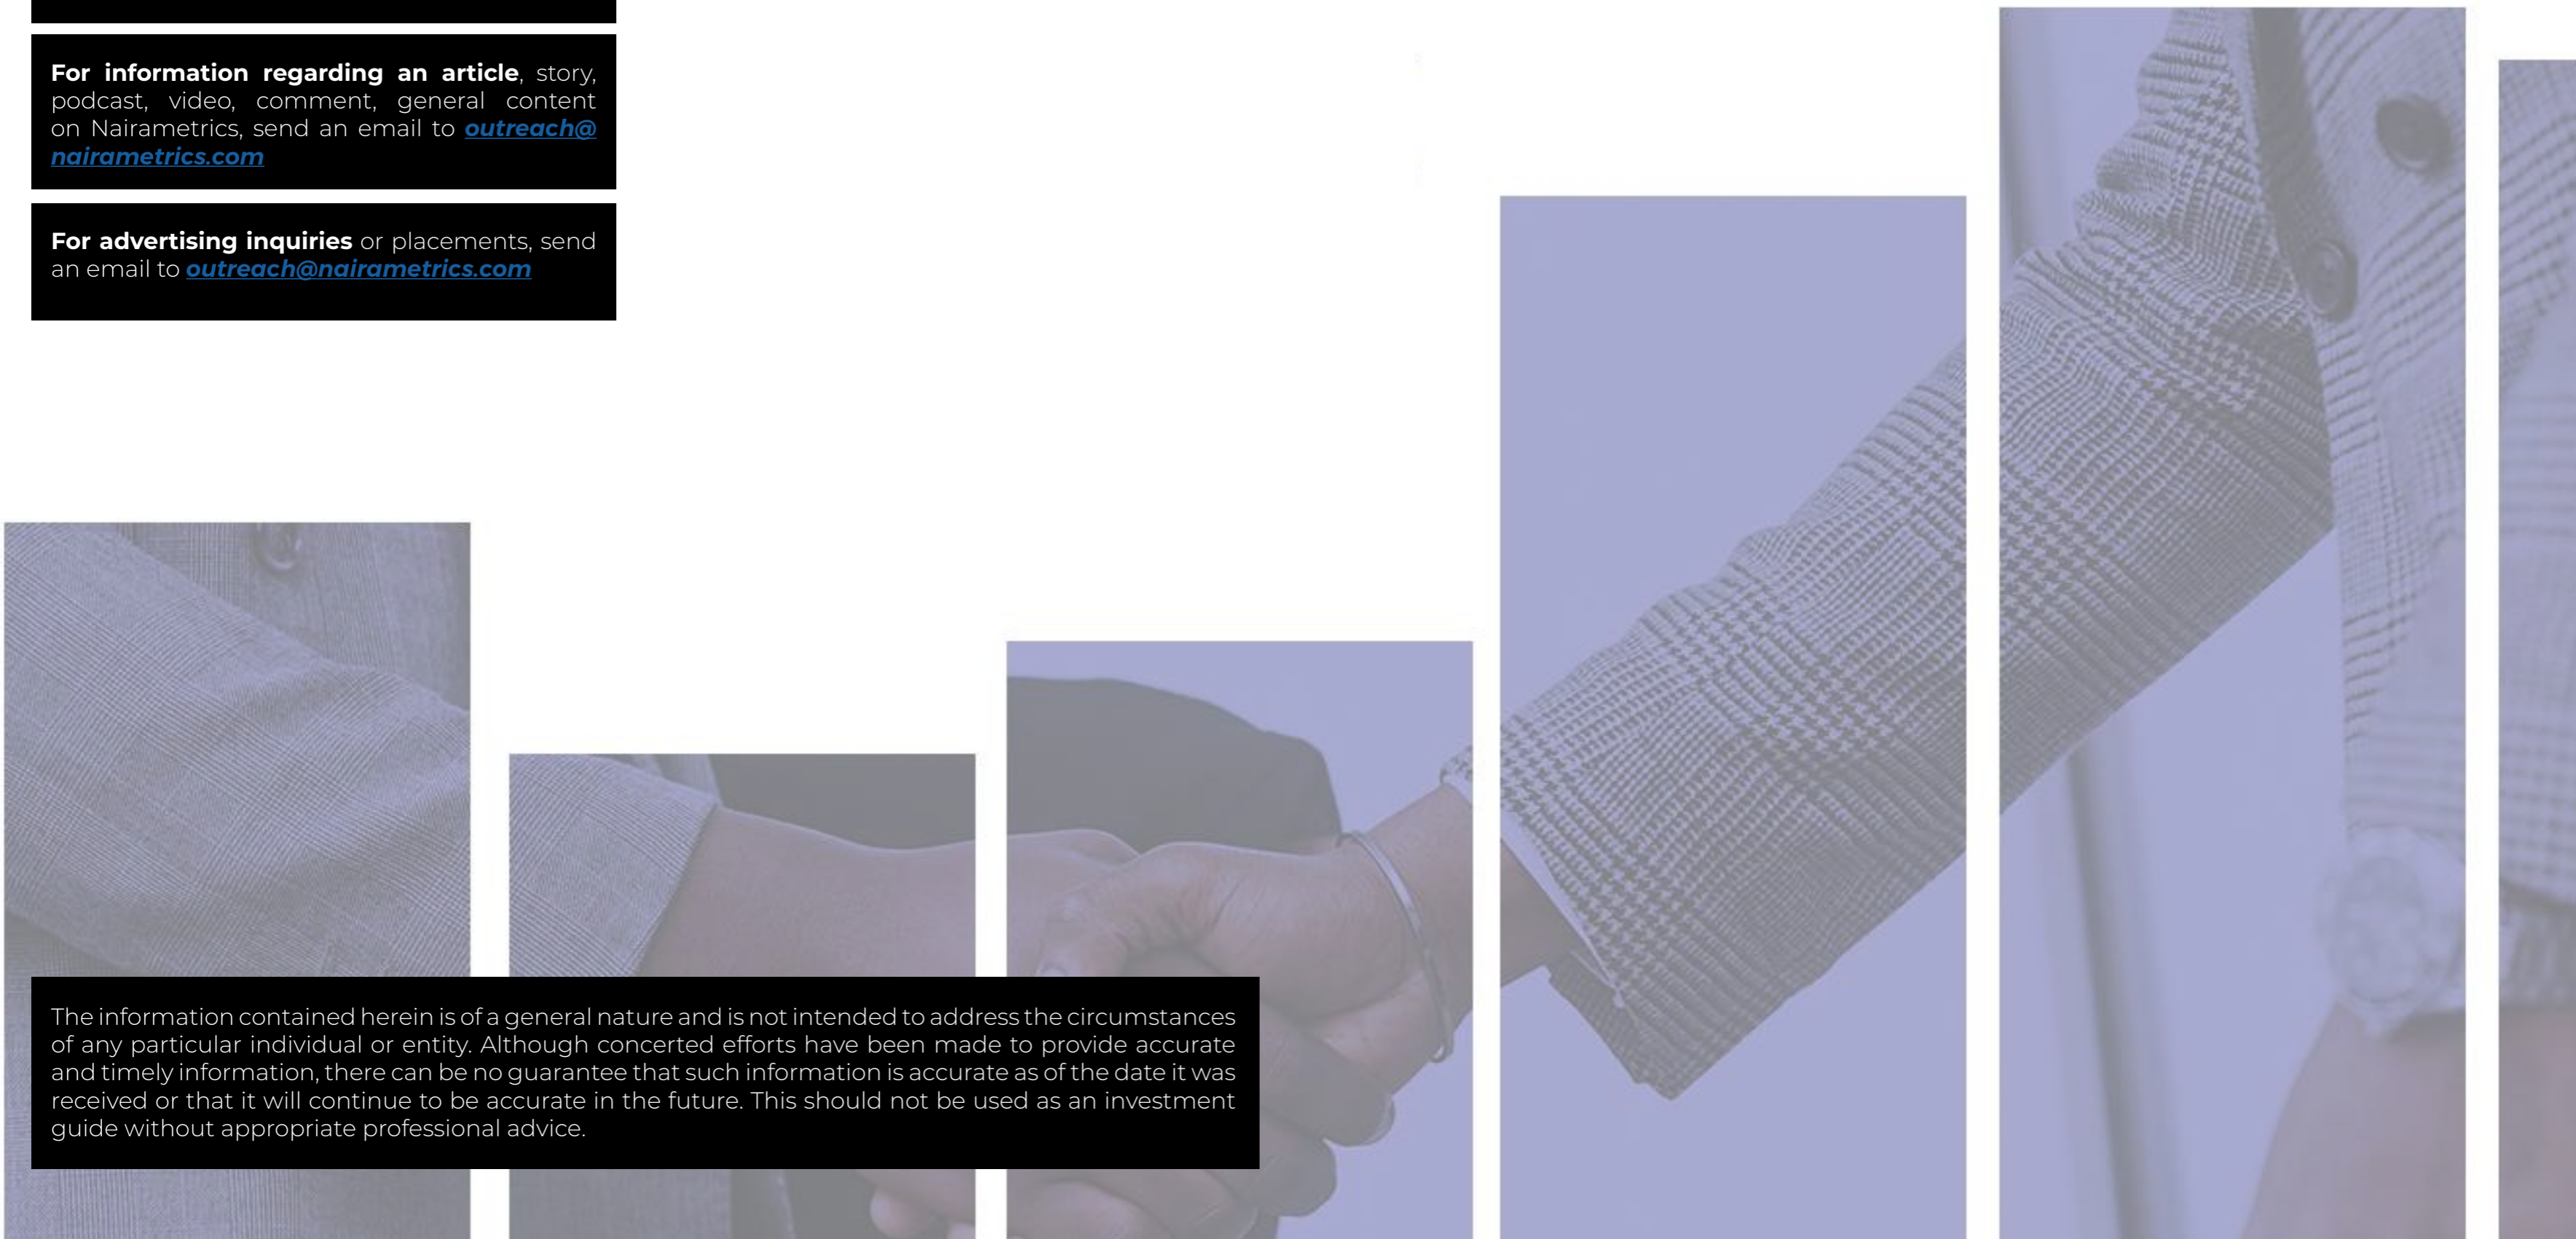 For information regarding an article, story,
podcast, video, comment, general content
on Nairametrics, send an email to outreach@
nairametrics.com
For advertising inquiries or placements, send
an email to outreach@nairametrics.com
The information contained herein is of a general nature and is not intended to address the circumstances
of any particular individual or entity. Although concerted efforts have been made to provide accurate
and timely information, there can be no guarantee that such information is accurate as of the date it was
received or that it will continue to be accurate in the future. This should not be used as an investment
guide without appropriate professional advice.